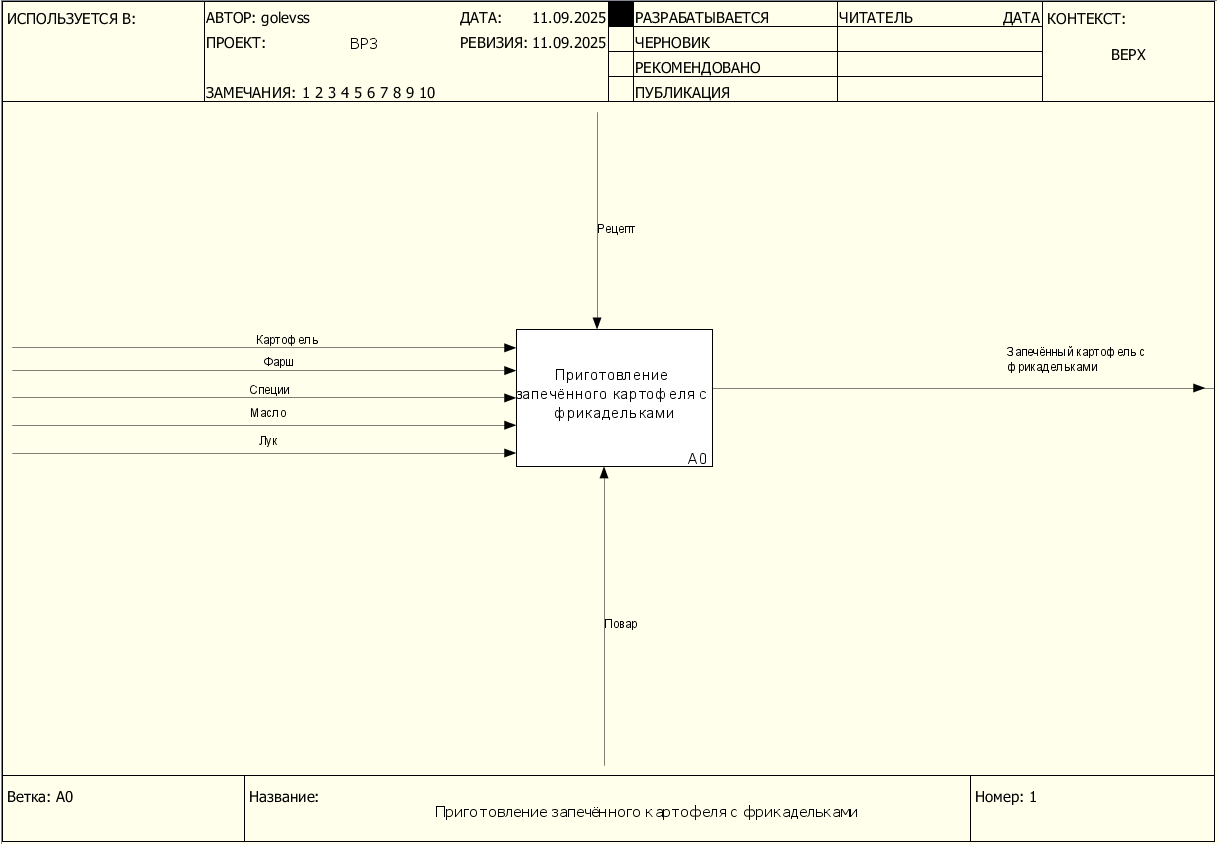 ИСПОЛЬЗУЕТСЯ В:
АВТОР: golevss
ДАТА: 11.09.2025
ПРОЕКТ: ВРЗ
РЕВИЗИЯ: 11.09.2025
ЗАМЕЧАНИЯ: 1 2 3 4 5 6 7 8 9 10
РАЗРАБАТЫВАЕТСЯ
ЧЕРНОВИК
РЕКОМЕНДОВАНО
ПУБЛИКАЦИЯ
ЧИТАТЕЛЬ ДАТА
КОНТЕКСТ:
ВЕРХ
Рецепт
Картофель
Фарш
Специи
Масло
Лук
Приготовление
запечённого картофеля с
фрикадельками
A0
Запечённый картофель с
фрикадельками
Повар
Ветка: A0
Название:
Приготовление запечённого картофеля с фрикадельками
Номер: 1